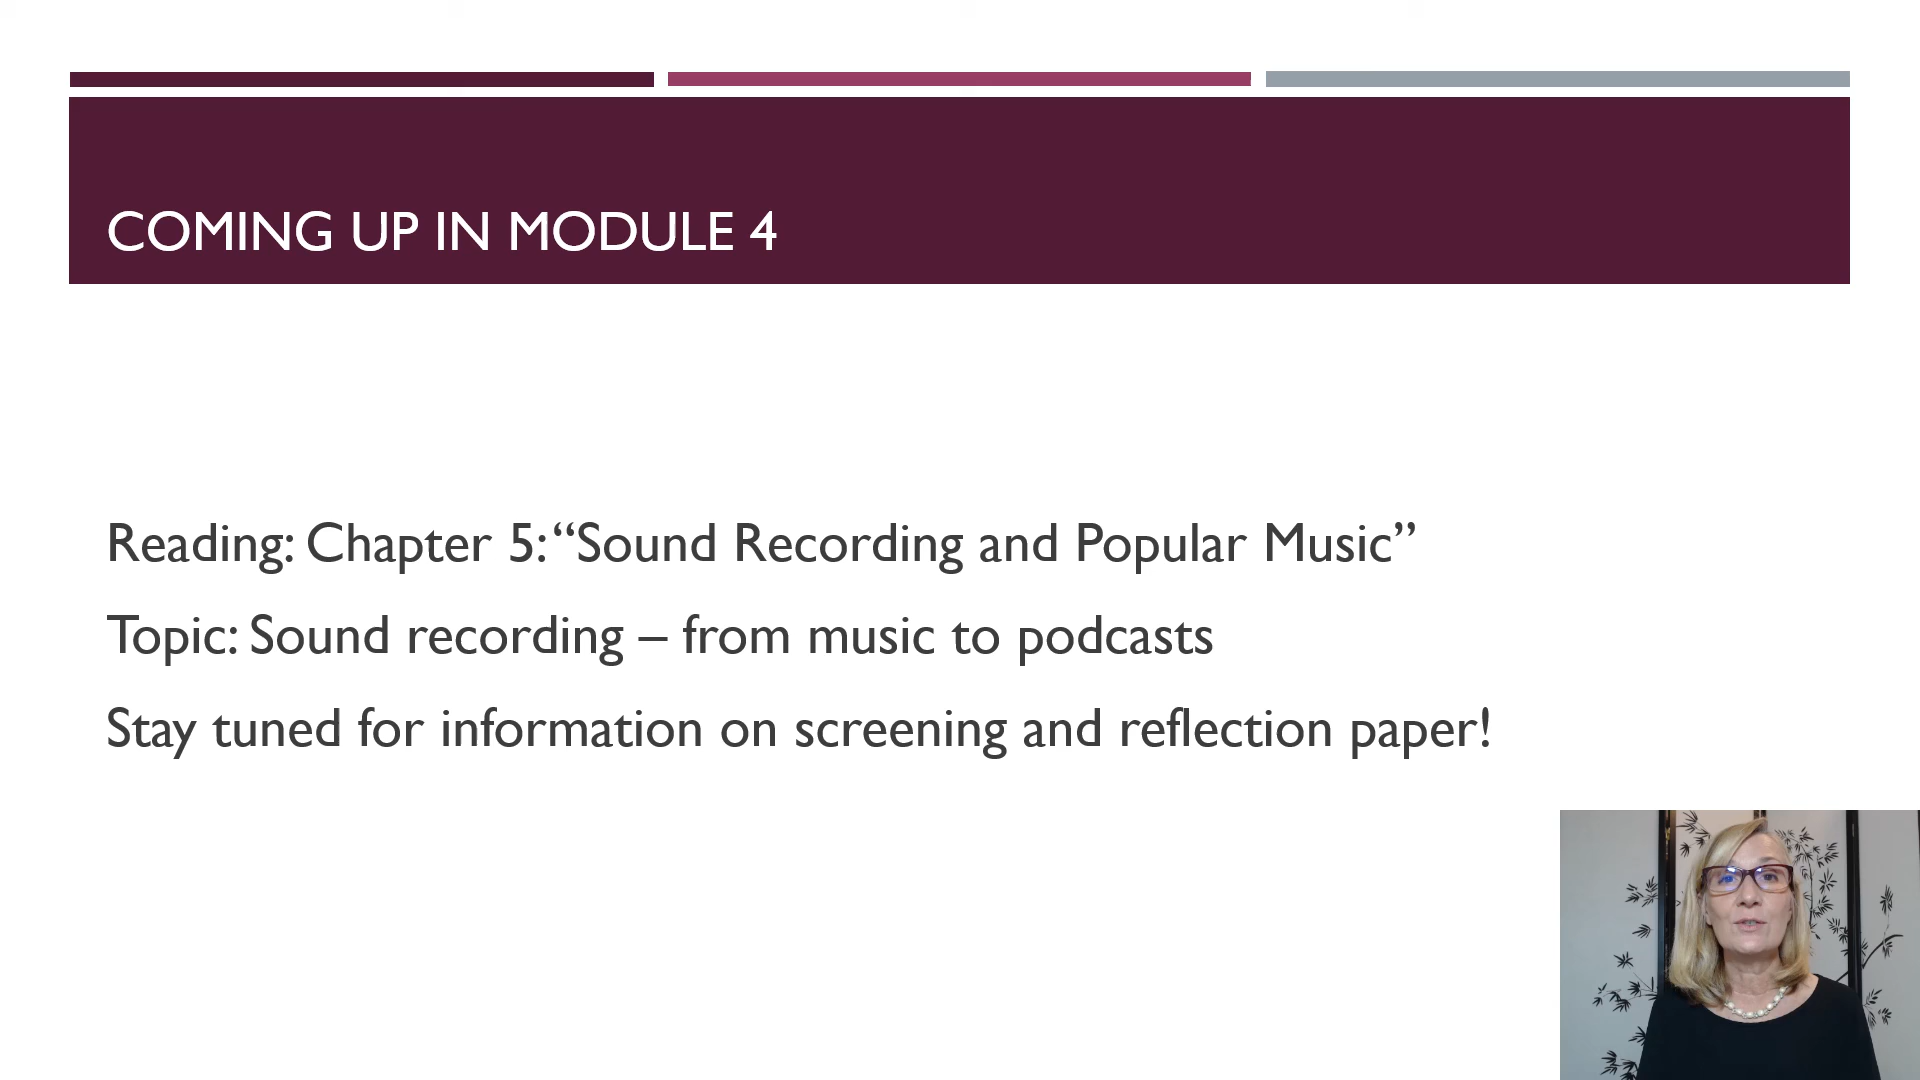 COMING UP IN MODULE 4
Reading: Chapter 5: “Sound Recording and Popular Music”
Topic: Sound recording – from music to podcasts
Stay tuned for information on screening and reflection paper!